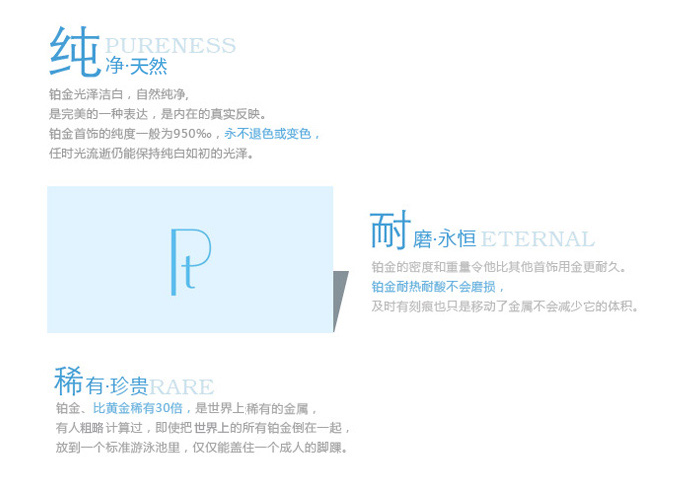 纯 PURENESS
净·天然
铂金光泽洁白，自然纯净,
是完美的一种表达，是内在的真实反映。
铂金首饰的纯度一般为950‰，永不退色或变色，
任时光流逝仍能保持纯白如初的光泽。
Pt
耐磨·永恒 ETERNAL
铂金的密度和重量令他比其他首饰用金更耐久。
铂金耐热耐酸不会磨损，
及时有刻痕也只是移动了金属不会减少它的体积。
稀有·珍贵RARE
铂金、比黄金稀有30倍，是世界上稀有的金属，
有人粗略计算过，即使把世界上的所有铂金倒在一起，
放到一个标准游泳池里，仅仅能盖住一个成人的脚踝。